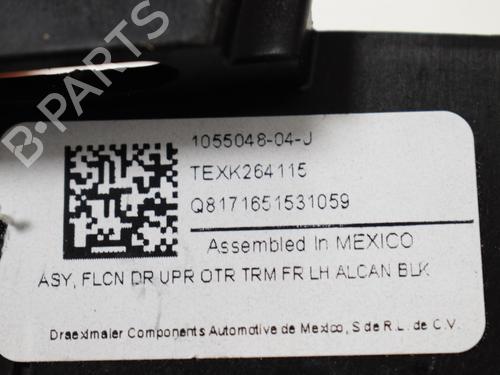 B-PARTS
1055048-04-J
TEXK264115
Q8171651531059
Assembled In MEXICO
ASY, FLCN DR UPR OTR TRM FR LH ALCAN BLK
Draexlmaier Components Automotive de Mexico, S de R.L. de C.V.